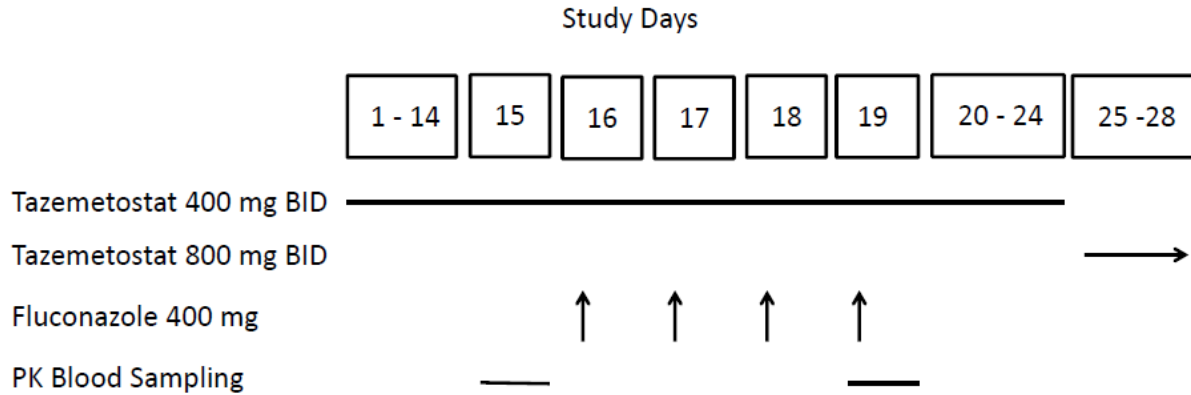 Study Days
1 - 14 15 16 17 18 19 20 - 24 25 -28
Tazemetostat 400 mg BID
Tazemetostat 800 mg BID
Fluconazole 400 mg
PK Blood Sampling